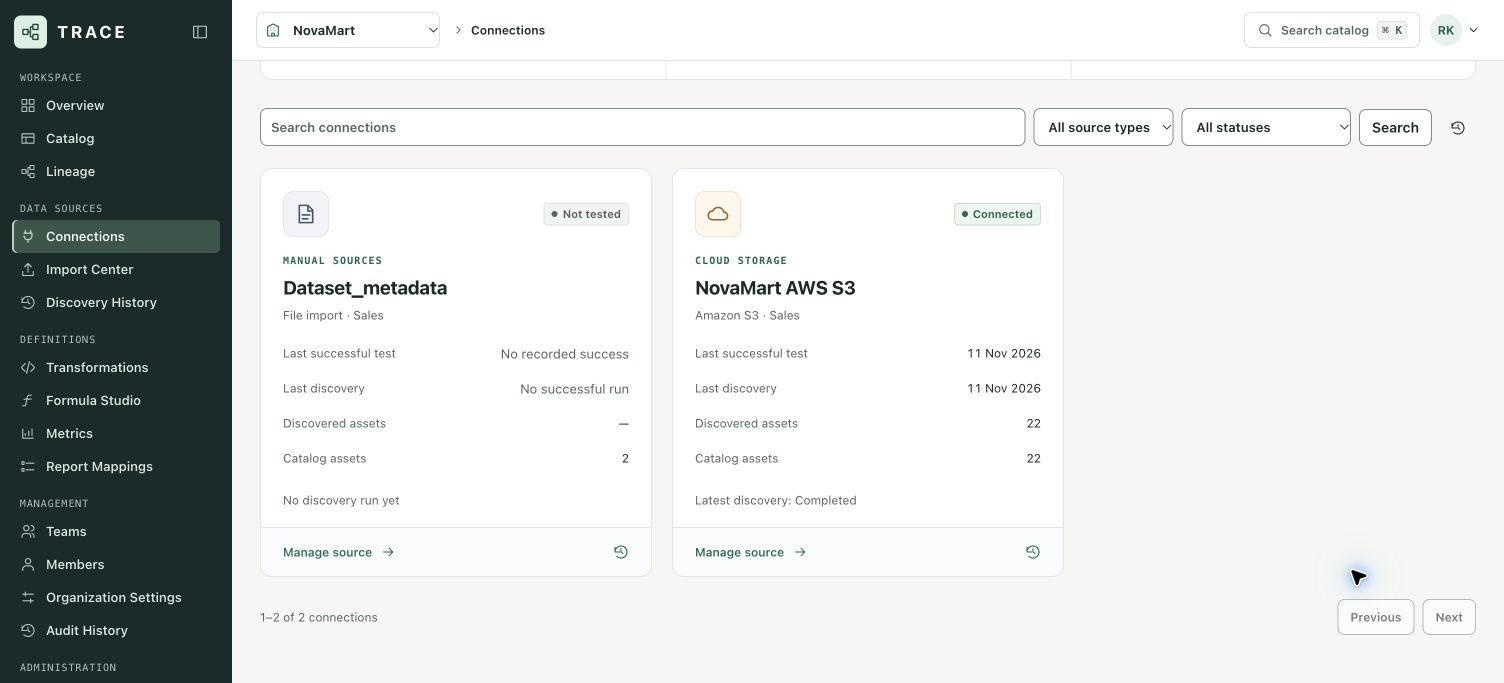 TRACE
NovaMart
Connections
Search catalog ⌘ K
RK
WORKSPACE
Overview
Catalog
Lineage
DATA SOURCES
Connections
Import Center
Discovery History
DEFINITIONS
Transformations
Formula Studio
Metrics
Report Mappings
MANAGEMENT
Teams
Members
Organization Settings
Audit History
ADMINISTRATION
Search connections
All source types
All statuses
Search
Not tested
MANUAL SOURCES
Dataset_metadata
File import · Sales
Last successful test No recorded success
Last discovery No successful run
Discovered assets —
Catalog assets 2
No discovery run yet
Manage source →
Connected
CLOUD STORAGE
NovaMart AWS S3
Amazon S3 · Sales
Last successful test 11 Nov 2026
Last discovery 11 Nov 2026
Discovered assets 22
Catalog assets 22
Latest discovery: Completed
Manage source →
1–2 of 2 connections
Previous
Next